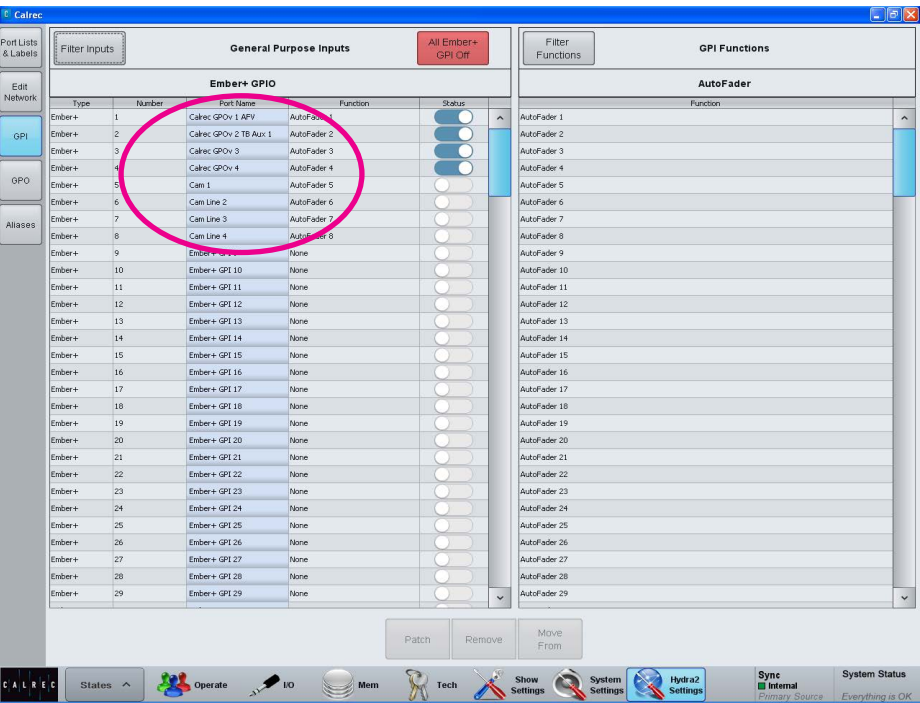 Calrec
Port Lists & Labels
Edit Network
GPI
GPO
Aliases
Filter Inputs
General Purpose Inputs
All Ember+ GPI Off
Ember+ GPIO
Type Number Port Name Function Status
Ember+ 1 Calrec GPOv 1 AFV AutoFader 1
Ember+ 2 Calrec GPOv 2 TB Aux 1 AutoFader 2
Ember+ 3 Calrec GPOv 3 AutoFader 3
Ember+ 4 Calrec GPOv 4 AutoFader 4
Ember+ 5 Cam 1 AutoFader 5
Ember+ 6 Cam Line 2 AutoFader 6
Ember+ 7 Cam Line 3 AutoFader 7
Ember+ 8 Cam Line 4 AutoFader 8
Ember+ 9 Ember+ GPI None
Ember+ 10 Ember+ GPI 10 None
Ember+ 11 Ember+ GPI 11 None
Ember+ 12 Ember+ GPI 12 None
Ember+ 13 Ember+ GPI 13 None
Ember+ 14 Ember+ GPI 14 None
Ember+ 15 Ember+ GPI 15 None
Ember+ 16 Ember+ GPI 16 None
Ember+ 17 Ember+ GPI 17 None
Ember+ 18 Ember+ GPI 18 None
Ember+ 19 Ember+ GPI 19 None
Ember+ 20 Ember+ GPI 20 None
Ember+ 21 Ember+ GPI 21 None
Ember+ 22 Ember+ GPI 22 None
Ember+ 23 Ember+ GPI 23 None
Ember+ 24 Ember+ GPI 24 None
Ember+ 25 Ember+ GPI 25 None
Ember+ 26 Ember+ GPI 26 None
Ember+ 27 Ember+ GPI 27 None
Ember+ 28 Ember+ GPI 28 None
Ember+ 29 Ember+ GPI 29 None
Filter Functions
GPI Functions
AutoFader
Function
AutoFader 1
AutoFader 2
AutoFader 3
AutoFader 4
AutoFader 5
AutoFader 6
AutoFader 7
AutoFader 8
AutoFader 9
AutoFader 10
AutoFader 11
AutoFader 12
AutoFader 13
AutoFader 14
AutoFader 15
AutoFader 16
AutoFader 17
AutoFader 18
AutoFader 19
AutoFader 20
AutoFader 21
AutoFader 22
AutoFader 23
AutoFader 24
AutoFader 25
AutoFader 26
AutoFader 27
AutoFader 28
AutoFader 29
Patch
Remove
Move From
CALREC
States
Operate
I/O
Mem
Tech
Show Settings
System Settings
Hydra2 Settings
Sync
Internal
Primary Source
System Status
Everything is OK